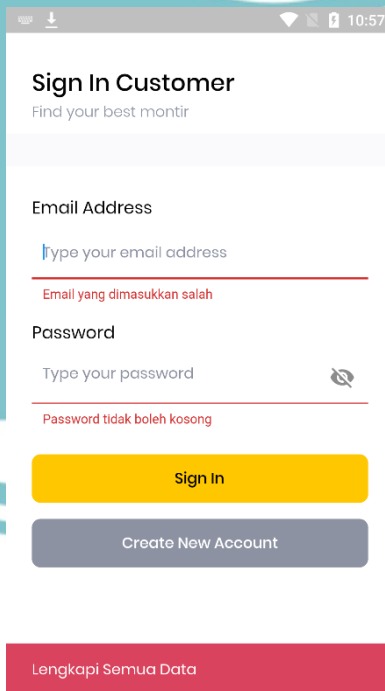 10:57
Sign In Customer
Find your best montir
Email Address
Type your email address
Email yang dimasukkan salah
Password
Type your password
Password tidak boleh kosong
Sign In
Create New Account
Lengkapi Semua Data